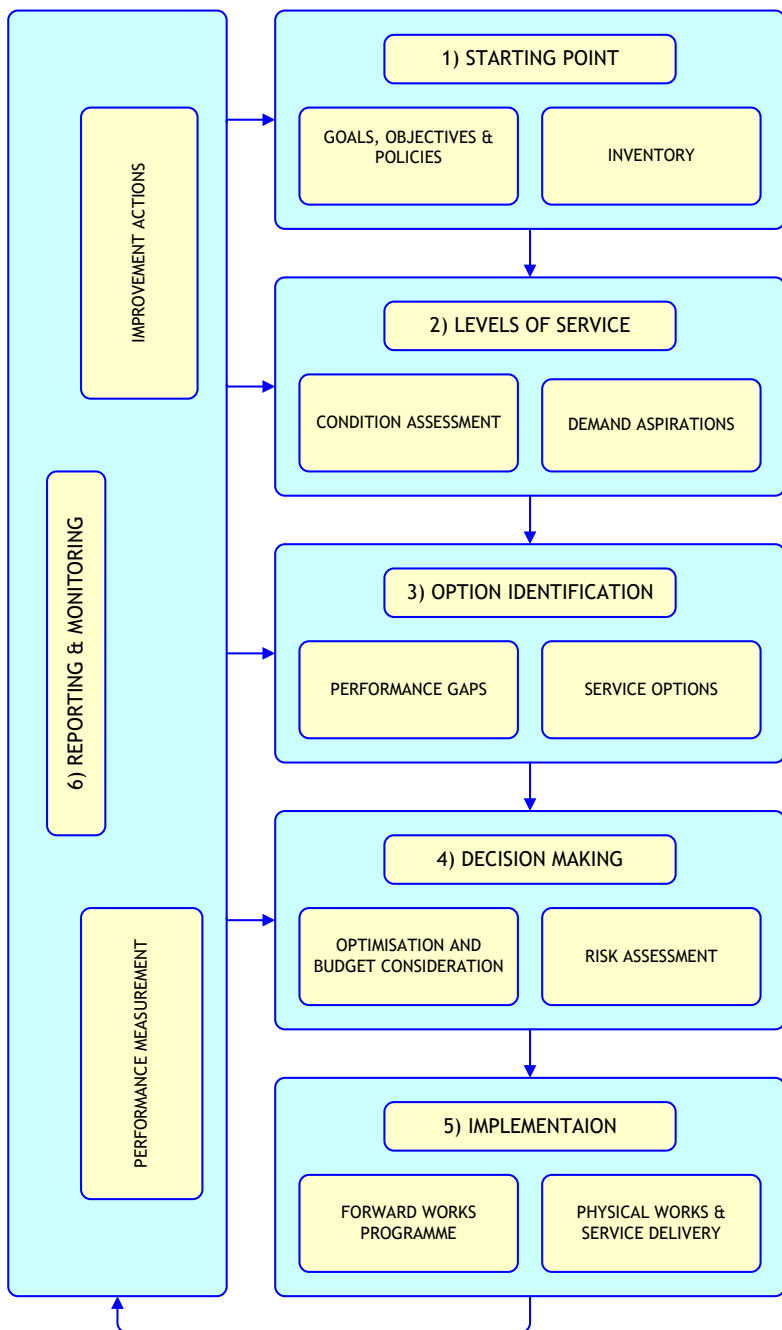 1) STARTING POINT
GOALS, OBJECTIVES &
POLICIES
INVENTORY
2) LEVELS OF SERVICE
CONDITION ASSESSMENT
DEMAND ASPIRATIONS
3) OPTION IDENTIFICATION
PERFORMANCE GAPS
SERVICE OPTIONS
4) DECISION MAKING
OPTIMISATION AND
BUDGET CONSIDERATION
RISK ASSESSMENT
5) IMPLEMENTAION
FORWARD WORKS
PROGRAMME
PHYSICAL WORKS &
SERVICE DELIVERY
6) REPORTING & MONITORING
IMPROVEMENT ACTIONS
PERFORMANCE MEASUREMENT